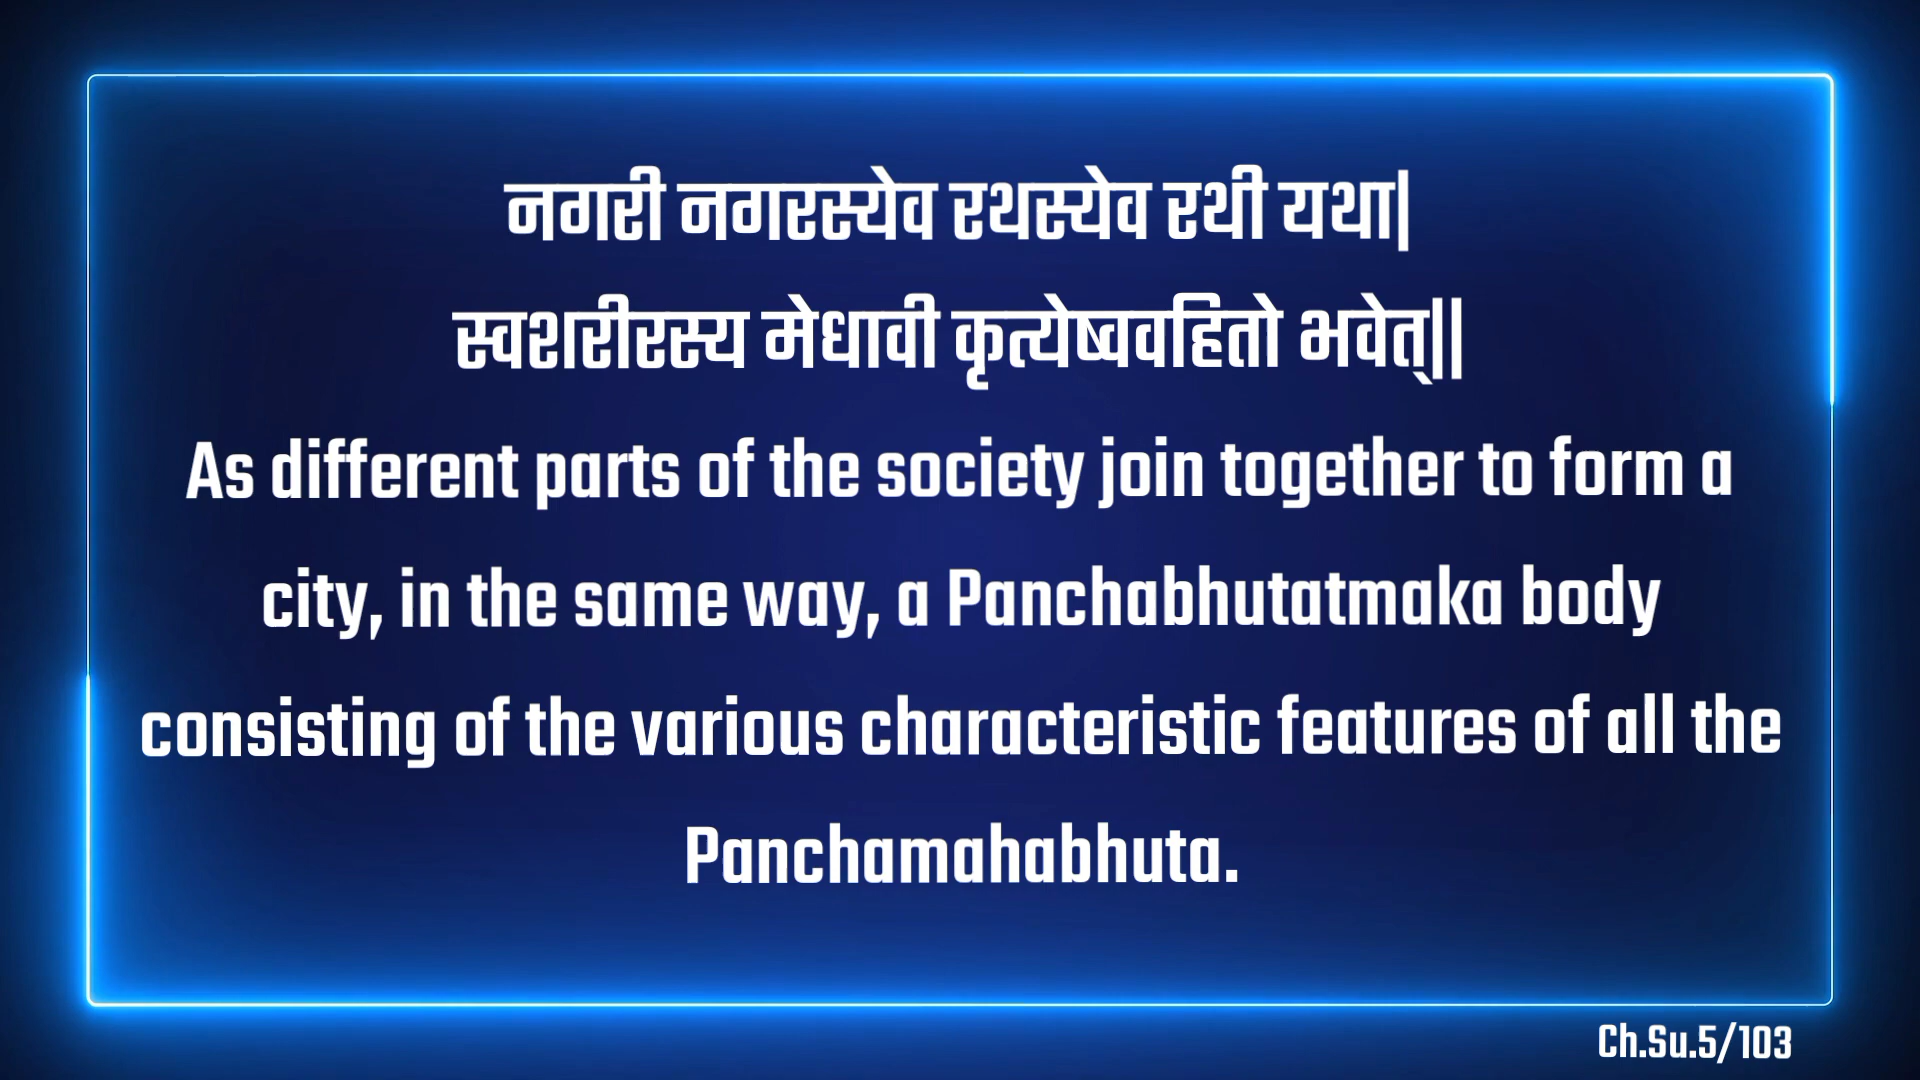 नगरी नगरस्येव रथस्येव रथी यथा|
स्वशरीरस्य मेधावी कृत्येष्ववहितो भवेत्||
As different parts of the society join together to form a
city, in the same way, a Panchabhutatmaka body
consisting of the various characteristic features of all the
Panchamahabhuta.
Ch.Su.5/103